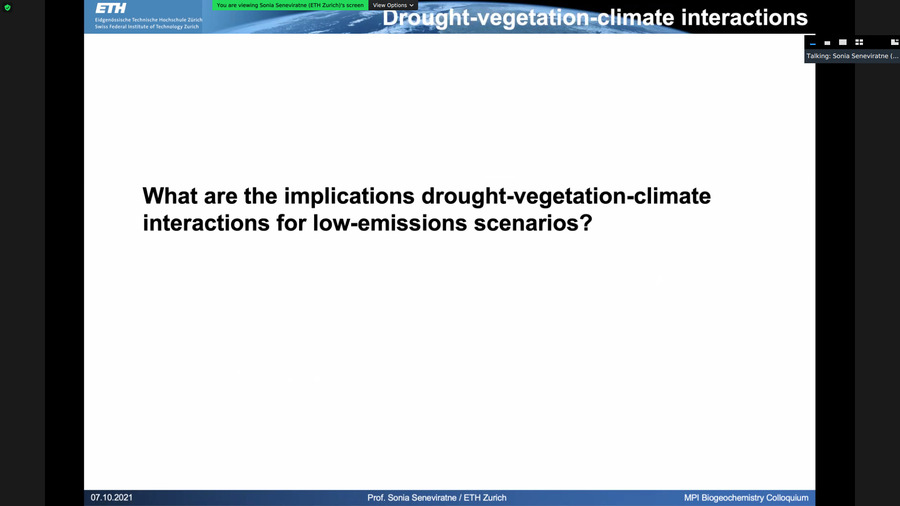 You are viewing Sonia Seneviratne (ETH Zurich)'s screen
View Options
ETH
Eidgenössische Technische Hochschule Zürich
Swiss Federal Institute of Technology Zurich
Drought-vegetation-climate interactions
Talking: Sonia Seneviratne (...
What are the implications drought-vegetation-climate
interactions for low-emissions scenarios?
07.10.2021
Prof. Sonia Seneviratne / ETH Zurich
MPI Biogeochemistry Colloquium